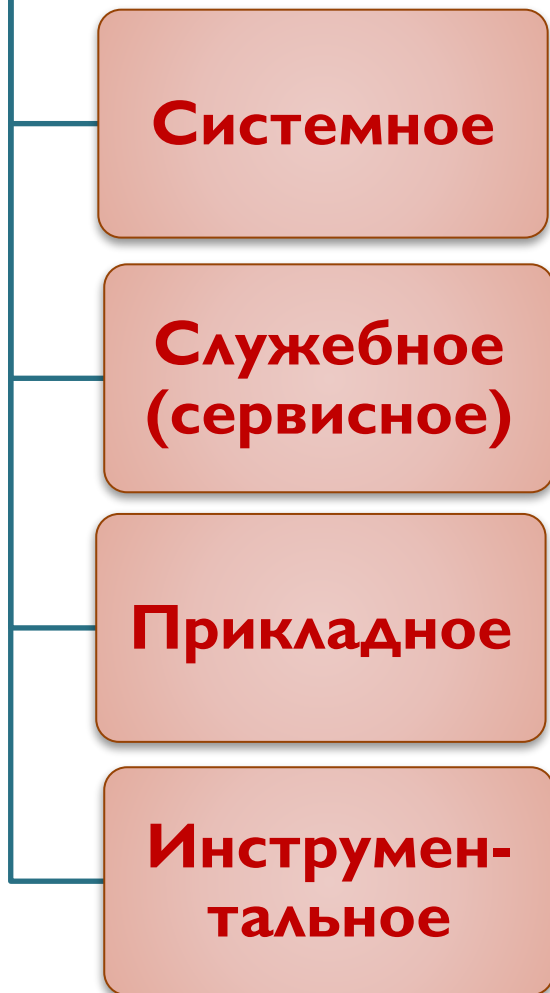 Системное
Служебное
(сервисное)
Прикладное
Инструмен-
тальное